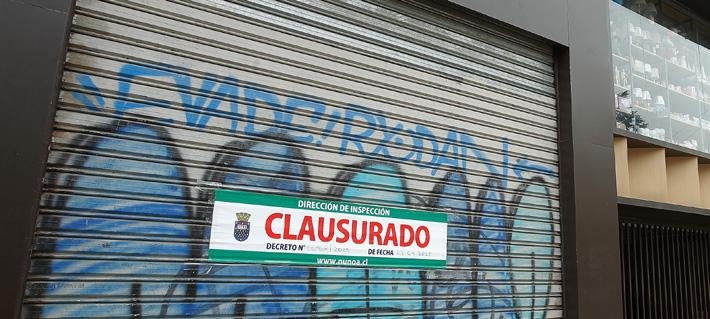 EVADE!
DIRECCIÓN DE INSPECCIÓN
CLAUSURADO
DECRETO N° DE FECHA
www.nunoa.cl